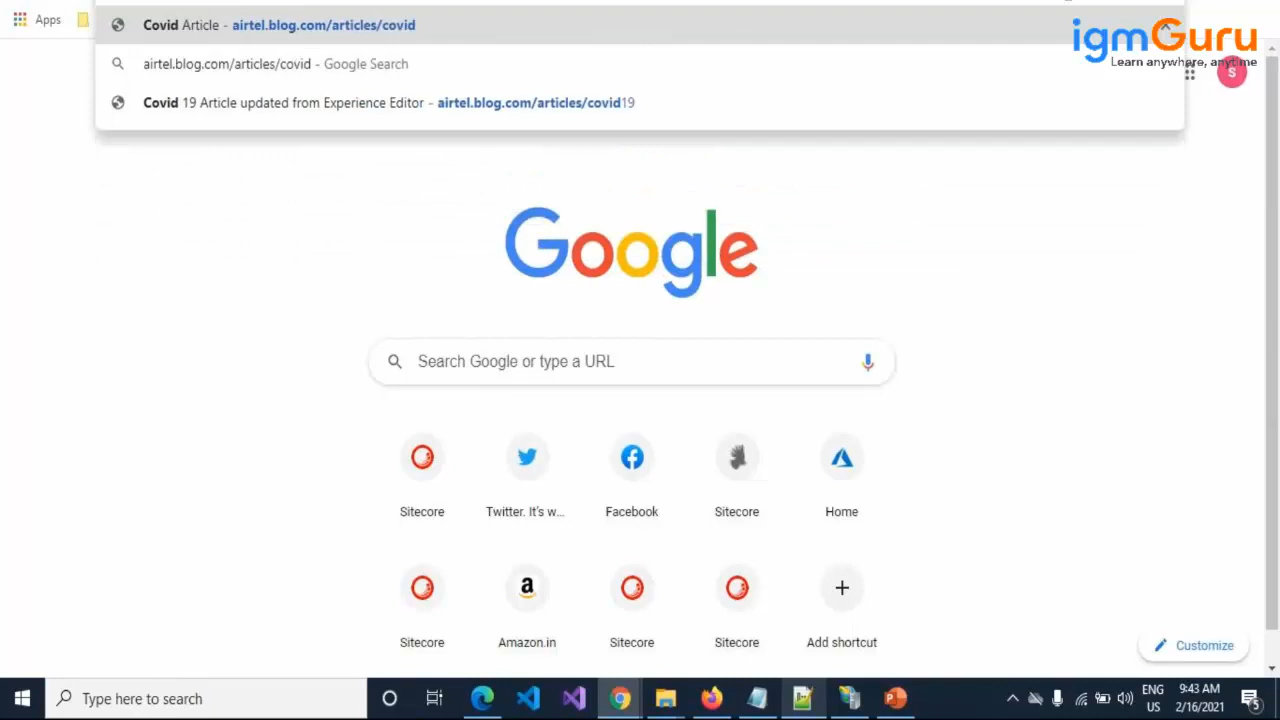 Apps
Covid Article - airtel.blog.com/articles/covid
airtel.blog.com/articles/covid - Google Search
Covid 19 Article updated from Experience Editor - airtel.blog.com/articles/covid19
igmGuru
Learn anywhere, anytime
S
Google
Search Google or type a URL
Sitecore
Twitter. It's w...
Facebook
Sitecore
Home
a
Sitecore
Amazon.in
Sitecore
Sitecore
Add shortcut
Customize
Type here to search
ENG
US
9:43 AM
2/16/2021
5